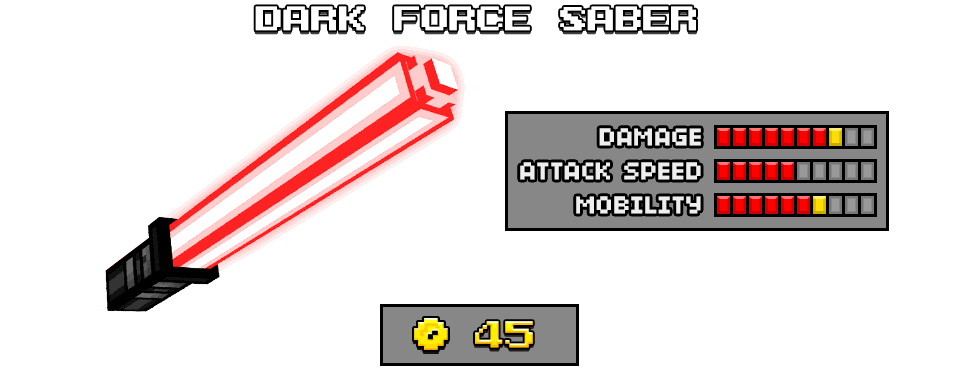 DARK FORCE SABER
DAMAGE
ATTACK SPEED
MOBILITY
45